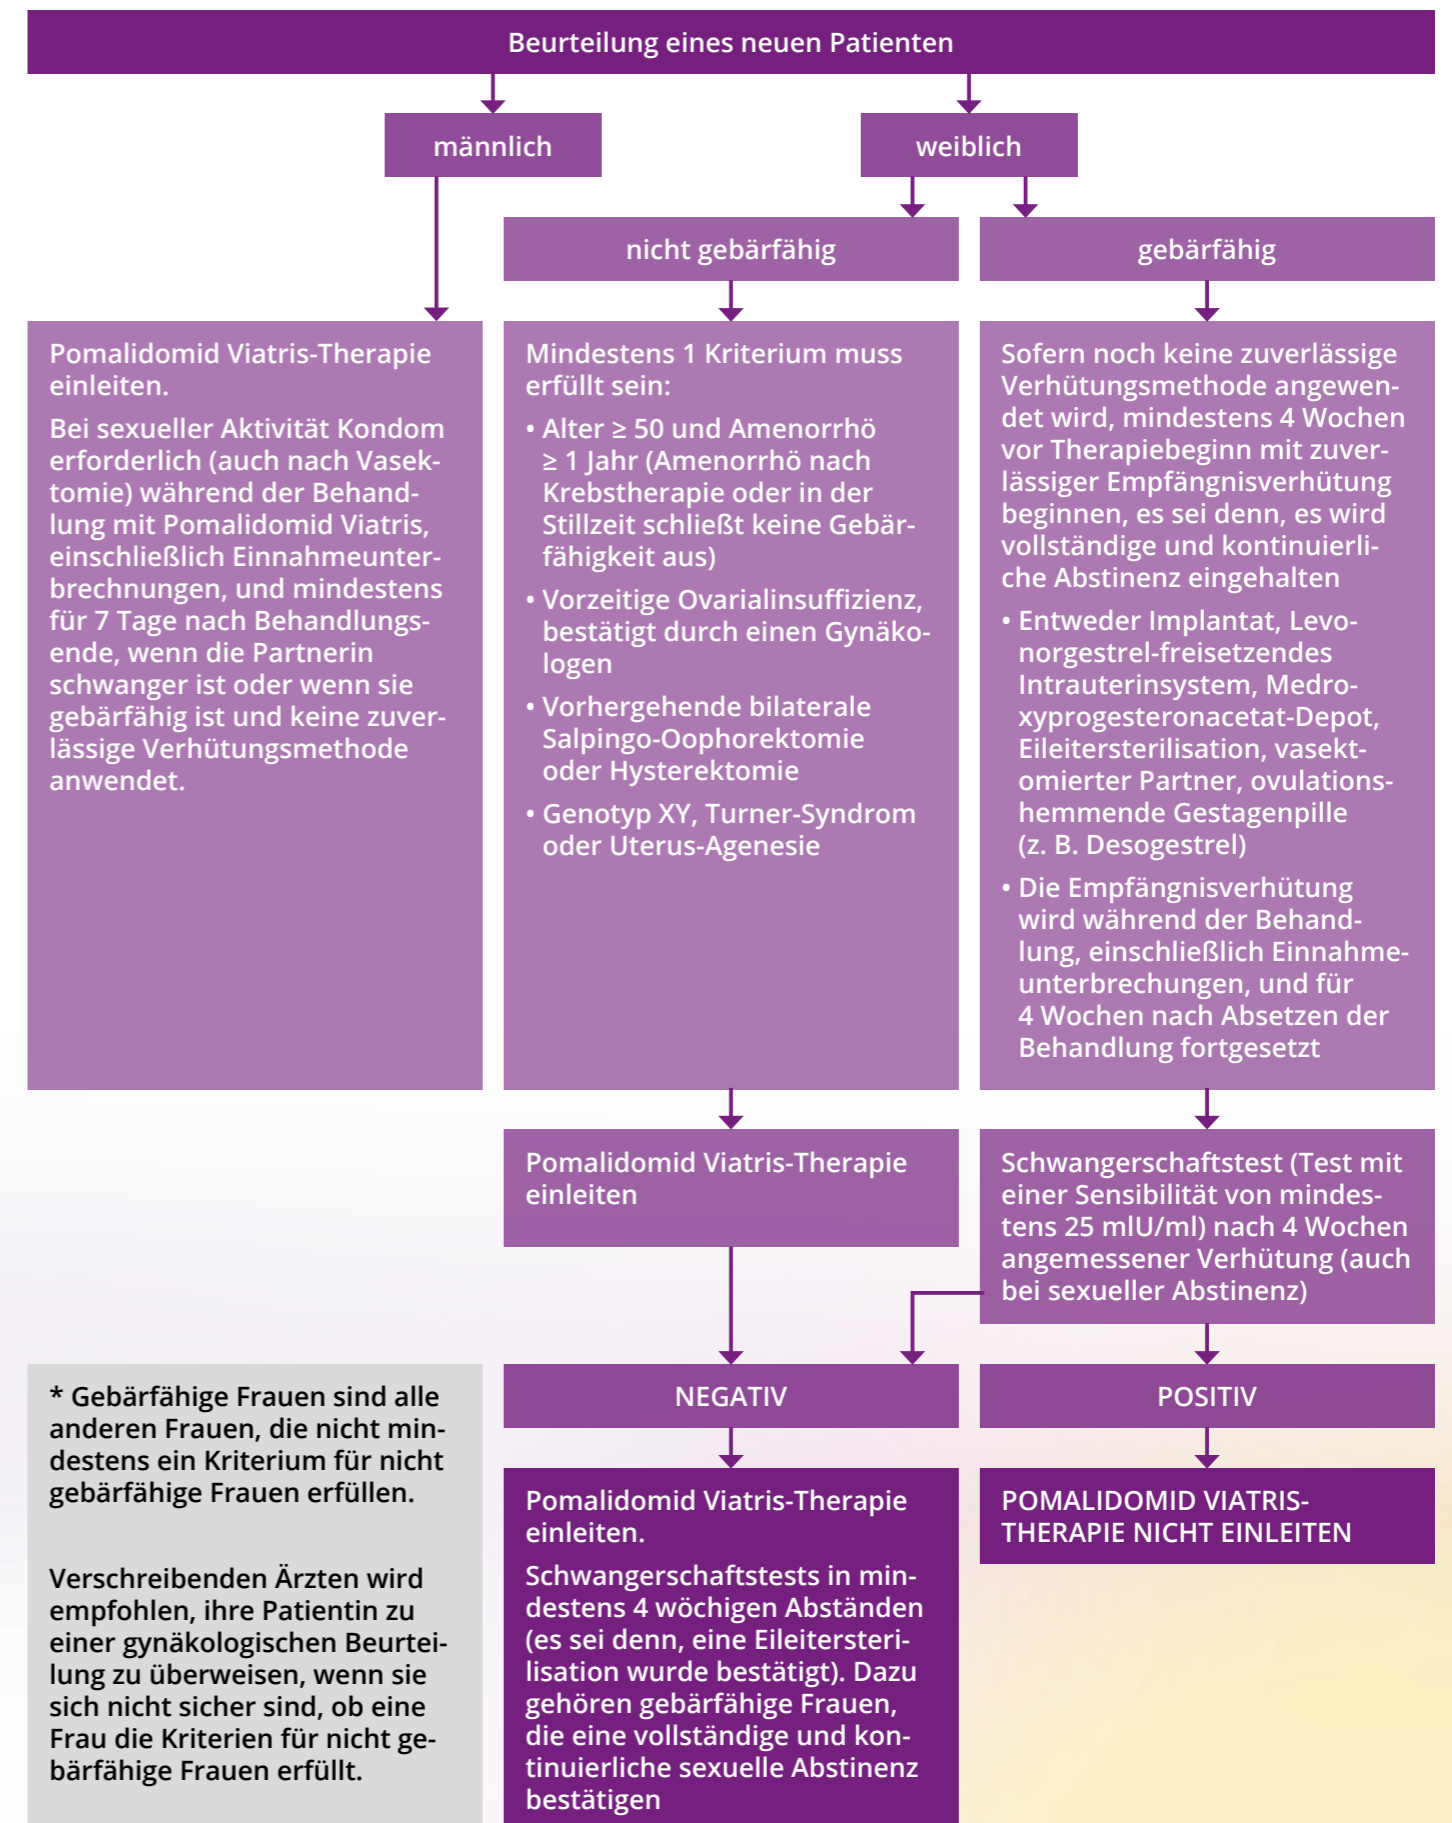 Beurteilung eines neuen Patienten
männlich
weiblich
nicht gebärfähig
gebärfähig
Pomalidomid Viatris-Therapie
einleiten.
Bei sexueller Aktivität Kondom
erforderlich (auch nach Vasek-
tomie) während der Behand-
lung mit Pomalidomid Viatris,
einschließlich Einnahmeunter-
brechnungen, und mindestens
für 7 Tage nach Behandlungs-
ende, wenn die Partnerin
schwanger ist oder wenn sie
gebärfähig ist und keine zuver-
lässige Verhütungsmethode
anwendet.
Mindestens 1 Kriterium muss
erfüllt sein:
• Alter ≥ 50 und Amenorrhö
≥ 1 Jahr (Amenorrhö nach
Krebstherapie oder in der
Stillzeit schließt keine Gebär-
fähigkeit aus)
• Vorzeitige Ovarialinsuffizienz,
bestätigt durch einen Gynäko-
logen
• Vorhergehende bilaterale
Salpingo-Oophorektomie
oder Hysterektomie
• Genotyp XY, Turner-Syndrom
oder Uterus-Agenesie
Sofern noch keine zuverlässige
Verhütungsmethode angewen-
det wird, mindestens 4 Wochen
vor Therapiebeginn mit zuver-
lässiger Empfängnisverhütung
beginnen, es sei denn, es wird
vollständige und kontinuierli-
che Abstinenz eingehalten
• Entweder Implantat, Levo-
norgestrel-freisetzendes
Intrauterinsystem, Medro-
xyprogesteronacetat-Depot,
Eileitersterilisation, vasekt-
omierter Partner, ovulations-
hemmende Gestagenpille
(z. B. Desogestrel)
• Die Empfängnisverhütung
wird während der Behand-
lung, einschließlich Einnahme-
unterbrechungen, und für
4 Wochen nach Absetzen der
Behandlung fortgesetzt
Pomalidomid Viatris-Therapie
einleiten
Schwangerschaftstest (Test mit
einer Sensibilität von mindes-
tens 25 mlU/ml) nach 4 Wochen
angemessener Verhütung (auch
bei sexueller Abstinenz)
NEGATIV
POSITIV
* Gebärfähige Frauen sind alle
anderen Frauen, die nicht min-
destens ein Kriterium für nicht
gebärfähige Frauen erfüllen.
Verschreibenden Ärzten wird
empfohlen, ihre Patientin zu
einer gynäkologischen Beurtei-
lung zu überweisen, wenn sie
sich nicht sicher sind, ob eine
Frau die Kriterien für nicht ge-
bärfähige Frauen erfüllt.
Pomalidomid Viatris-Therapie
einleiten.
Schwangerschaftstests in min-
destens 4 wöchigen Abständen
(es sei denn, eine Eileitersteri-
lisation wurde bestätigt). Dazu
gehören gebärfähige Frauen,
die eine vollständige und kon-
tinuierliche sexuelle Abstinenz
bestätigen
POMALIDOMID VIATRIS-
THERAPIE NICHT EINLEITEN